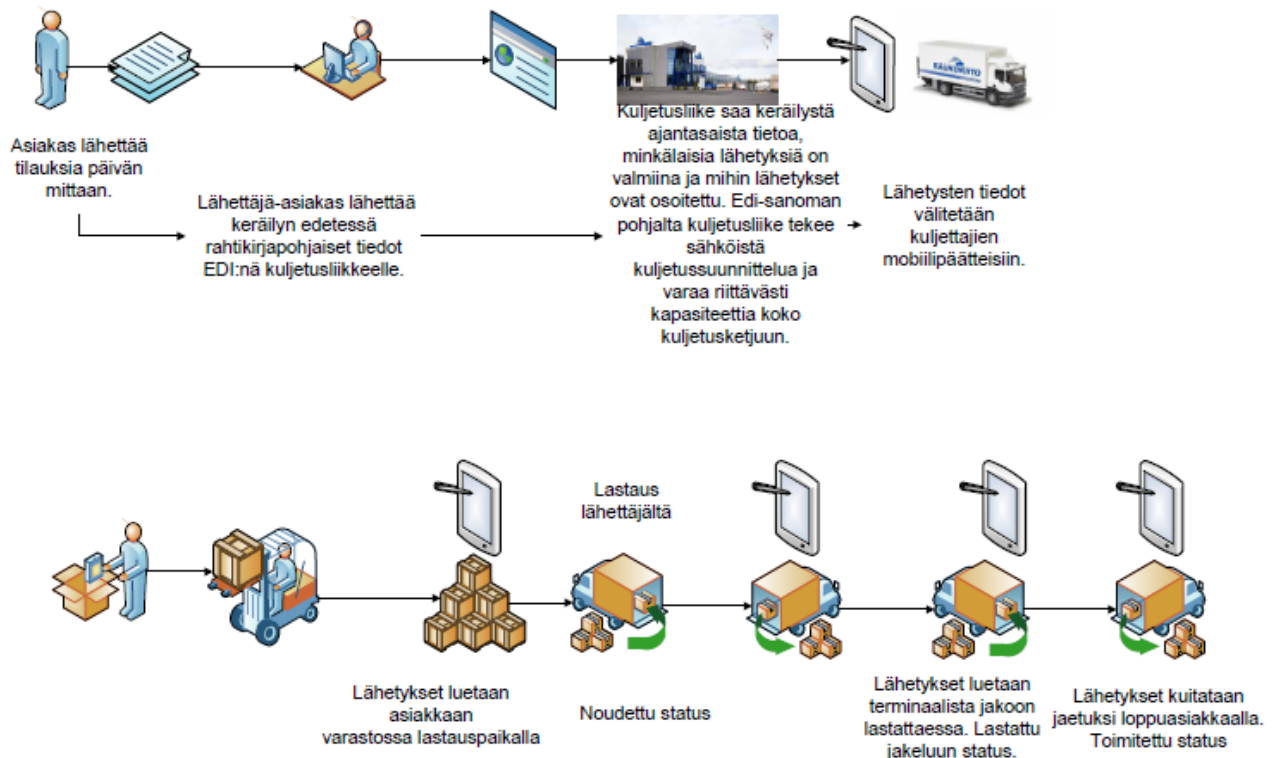 Asiakas lähettää
tilauksia päivän
mittaan.
Lähettäjä-asiakas lähettää
keräilyn edetessä
rahtikirjapohjaiset tiedot
EDI:nä kuljetusliikkeelle.
Kuljetusliike saa keräilystä
ajantasaista tietoa,
minkälaisia lähetyksiä on
valmiina ja mihin lähetykset
ovat osoitettu. Edi-sanoman
pohjalta kuljetusliike tekee
sähköistä
kuljetussuunnittelua ja
varaa riittävästi
kapasiteettia koko
kuljetusketjuun.
KAUKOKIITO
Lähetysten tiedot
välitetään
kuljettajien
mobiilipäätteisiin.
Lastaus
lähettäjältä
Lähetykset luetaan
asiakkaan
varastossa lastauspaikalla
Noudettu status
Lähetykset luetaan
terminaalista jakoon
lastattaessa. Lastattu
jakeluun status.
Lähetykset kuitataan
jaetuksi loppuasiakkaalla.
Toimitettu status